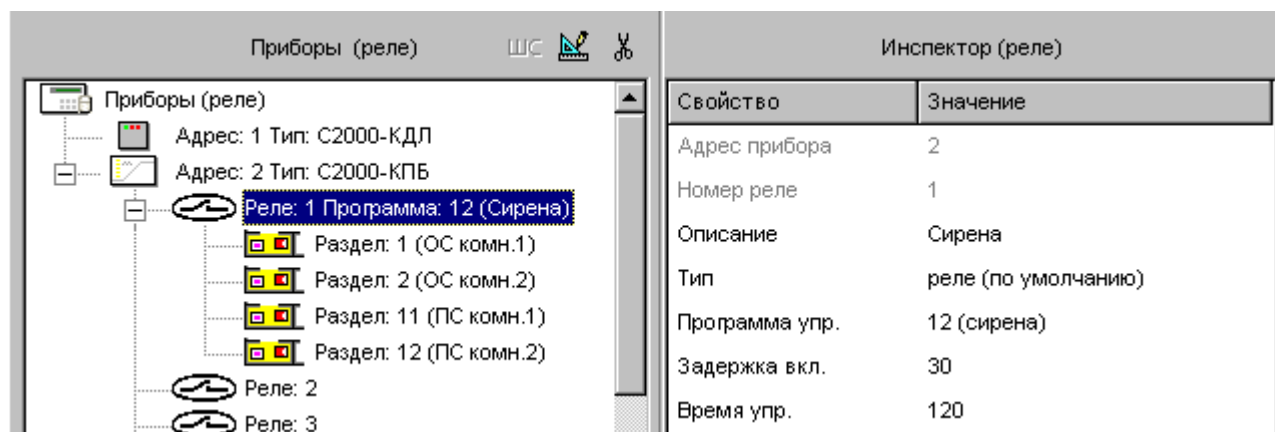 Приборы (реле)
ШС
Приборы (реле)
Адрес: 1 Тип: С2000-КДЛ
Адрес: 2 Тип: С2000-КПБ
Реле: 1 Программа: 12 (Сирена)
Раздел: 1 (ОС комн.1)
Раздел: 2 (ОС комн.2)
Раздел: 11 (ПС комн.1)
Раздел: 12 (ПС комн.2)
Реле: 2
Реле: 3
Инспектор (реле)
Свойство Значение
Адрес прибора 2
Номер реле 1
Описание Сирена
Тип реле (по умолчанию)
Программа упр. 12 (сирена)
Задержка вкл. 30
Время упр. 120